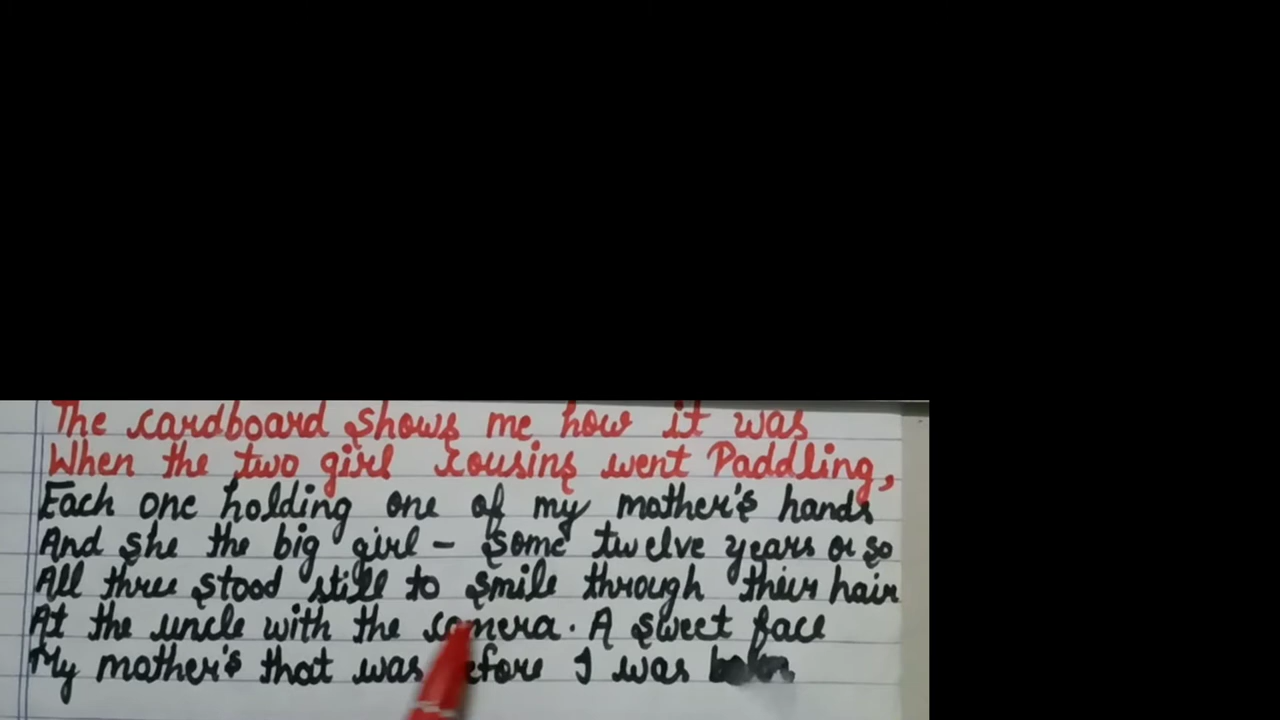 The cardboard shows me how it was
When the two girl cousins went Paddling,
Each one holding one of my mother's hands
And she the big girl - some twelve years or so
All three stood still to smile through their hair
At the uncle with the camera. A sweet face
My mother's that was before I was